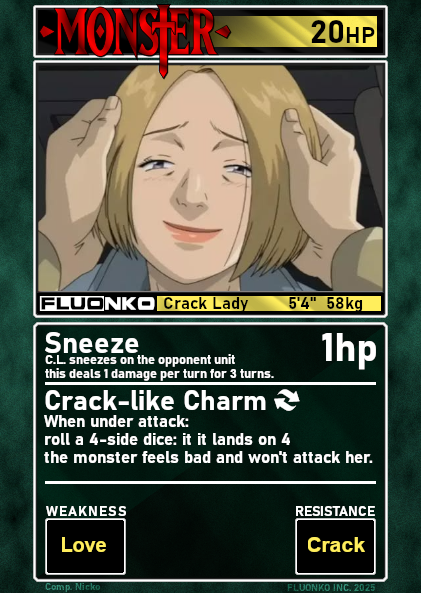 MONSTER
20HP
FLUONKO Crack Lady 5'4" 58kg
Sneeze 1hp
C.L. sneezes on the opponent unit
this deals 1 damage per turn for 3 turns.
Crack-like Charm
When under attack:
roll a 4-side dice: it it lands on 4
the monster feels bad and won't attack her.
WEAKNESS RESISTANCE
Love Crack
Comp. Nicko FLUONKO INC. 2025